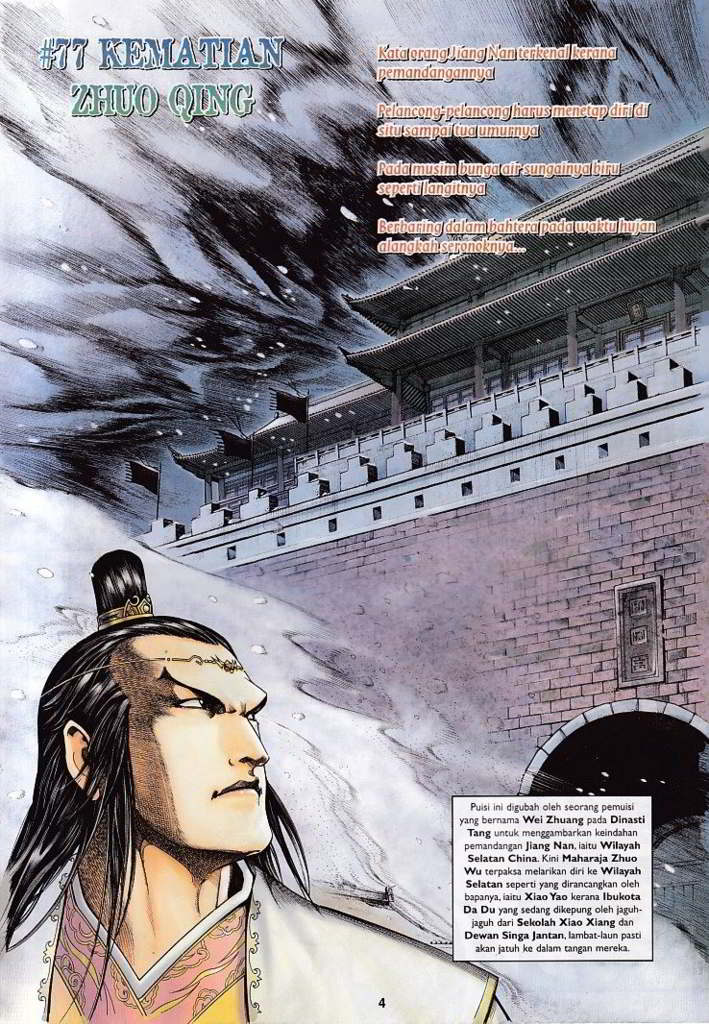 #77 KEMATIAN
ZHUO QING
Kata orang Jiang Nan terkenal kerana
pemandangannya
Pelancong-pelancong harus menetap diri di
situ sampai tua umurnya
Pada musim bunga air sungainya biru
seperti langitnya
Berbaring dalam bahtera pada waktu hujan
alangkah seronoknya...
Puisi ini digubah oleh seorang pemuisi
yang bernama Wei Zhuang pada Dinasti
Tang untuk menggambarkan keindahan
pemandangan Jiang Nan, iaitu Wilayah
Selatan China. Kini Maharaja Zhuo
Wu terpaksa melarikan diri ke Wilayah
Selatan seperti yang dirancangkan oleh
bapanya, iaitu Xiao Yao kerana Ibukota
Da Du yang sedang dikepung oleh jaguh-
jaguh dari Sekolah Xiao Xiang dan
Dewan Singa Jantan, lambat-laun pasti
akan jatuh ke dalam tangan mereka.
4